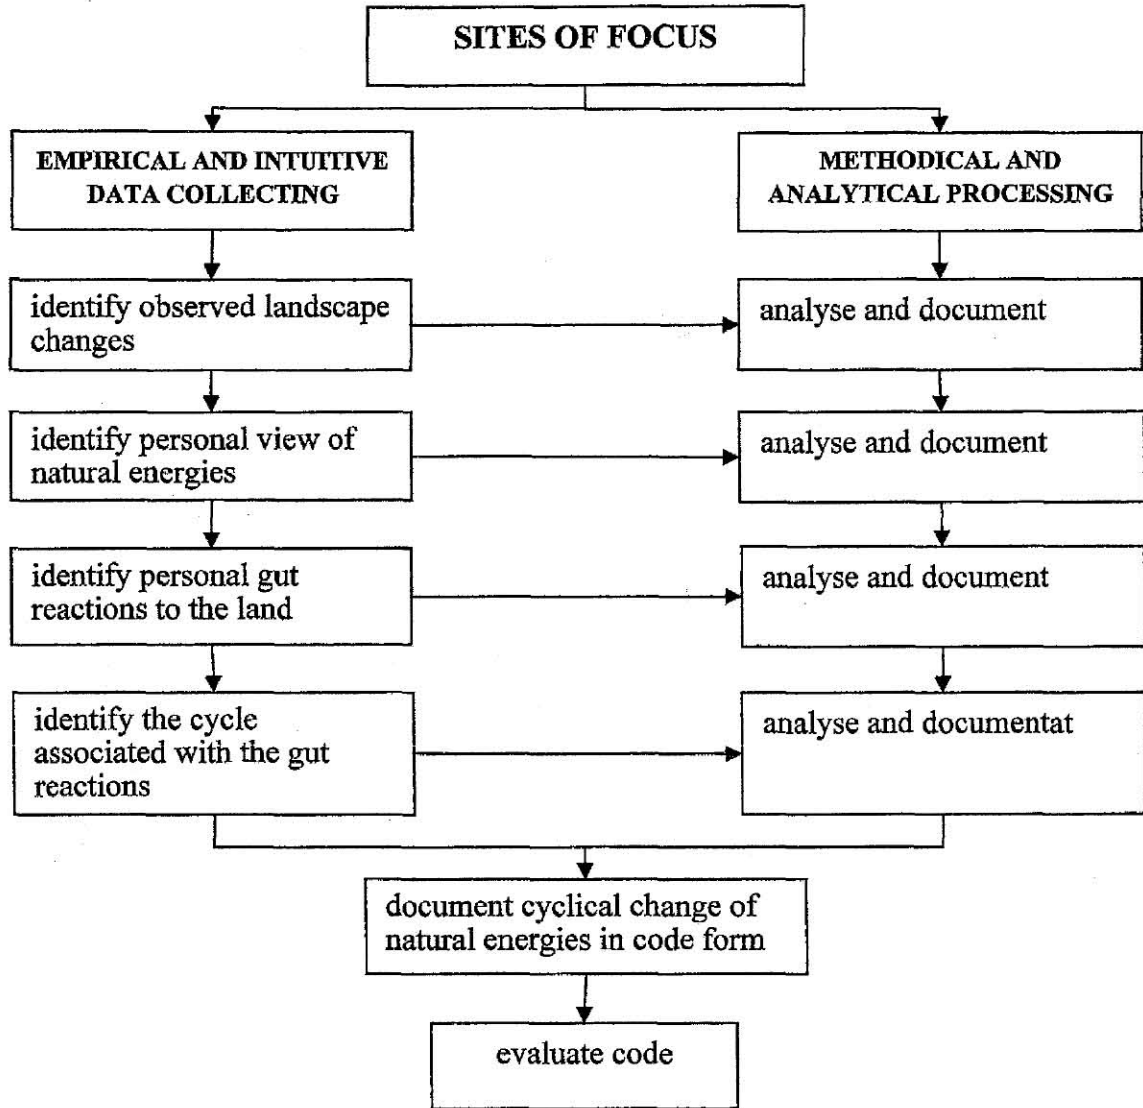 SITES OF FOCUS
EMPIRICAL AND INTUITIVE
DATA COLLECTING
METHODICAL AND
ANALYTICAL PROCESSING
identify observed landscape
changes
analyse and document
identify personal view of
natural energies
analyse and document
identify personal gut
reactions to the land
analyse and document
identify the cycle
associated with the gut
reactions
analyse and documentat
document cyclical change of
natural energies in code form
evaluate code